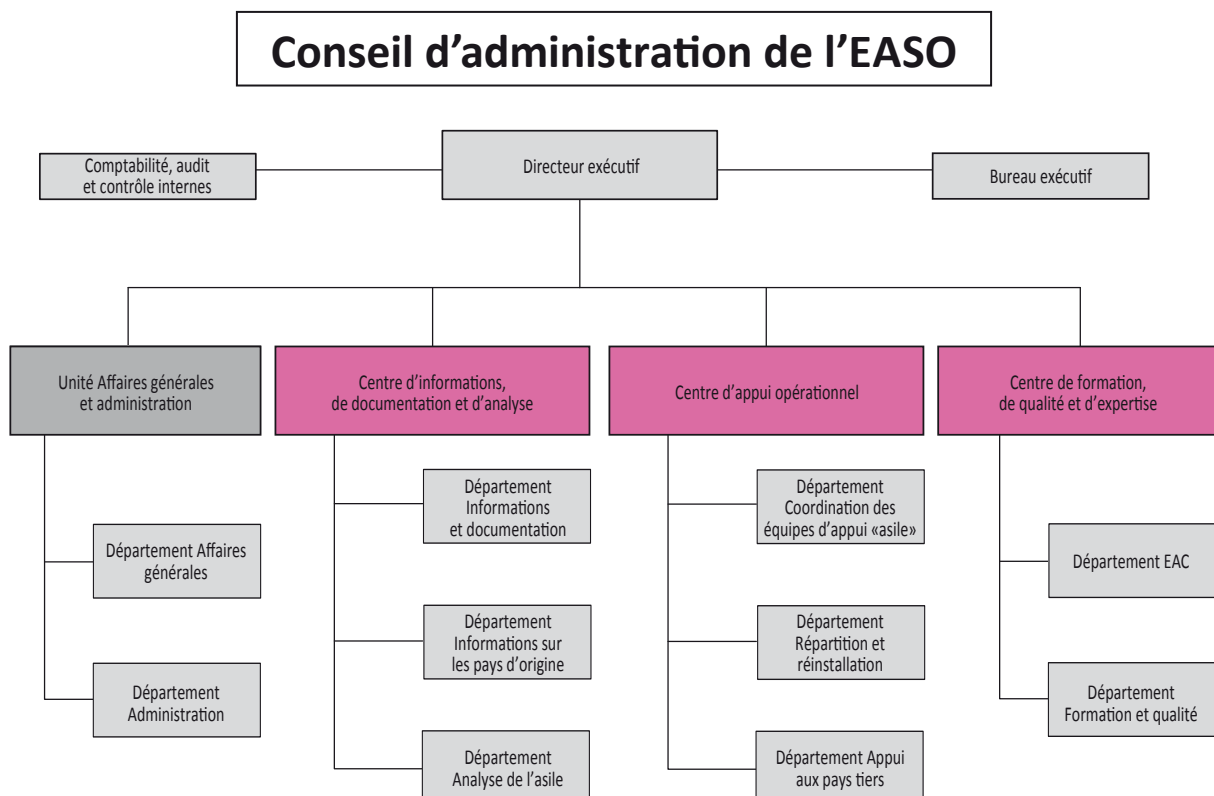 Conseil d’administration de l’EASO
Comptabilité, audit
et contrôle internes
Directeur exécutif
Bureau exécutif
Unité Affaires générales
et administration
Centre d’informations,
de documentation et d’analyse
Centre d’appui opérationnel
Centre de formation,
de qualité et d’expertise
Département Affaires
générales
Département
Administration
Département
Informations
et documentation
Département
Informations sur
les pays d’origine
Département
Analyse de l’asile
Département
Coordination des
équipes d’appui «asile»
Département
Répartition et
réinstallation
Département Appui
aux pays tiers
Département EAC
Département
Formation et qualité